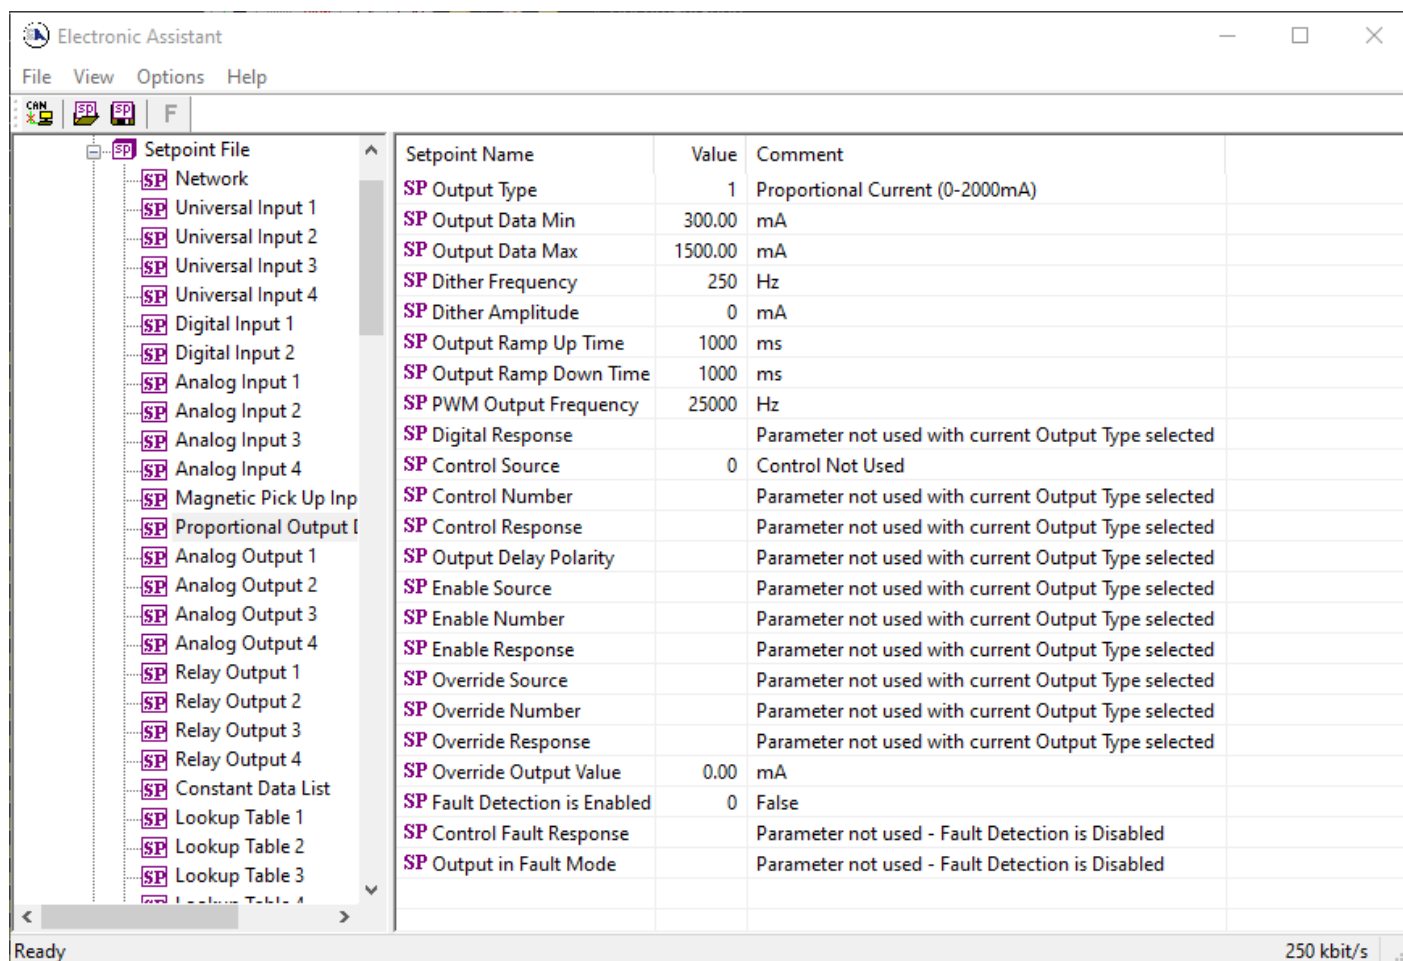 Electronic Assistant
File View Options Help
CAN SP SP F
SP Setpoint File
SP Network
SP Universal Input 1
SP Universal Input 2
SP Universal Input 3
SP Universal Input 4
SP Digital Input 1
SP Digital Input 2
SP Analog Input 1
SP Analog Input 2
SP Analog Input 3
SP Analog Input 4
SP Magnetic Pick Up Inp
SP Proportional Output D
SP Analog Output 1
SP Analog Output 2
SP Analog Output 3
SP Analog Output 4
SP Relay Output 1
SP Relay Output 2
SP Relay Output 3
SP Relay Output 4
SP Constant Data List
SP Lookup Table 1
SP Lookup Table 2
SP Lookup Table 3
SP Lookup Table 4
Setpoint Name Value Comment
SP Output Type 1 Proportional Current (0-2000mA)
SP Output Data Min 300.00 mA
SP Output Data Max 1500.00 mA
SP Dither Frequency 250 Hz
SP Dither Amplitude 0 mA
SP Output Ramp Up Time 1000 ms
SP Output Ramp Down Time 1000 ms
SP PWM Output Frequency 25000 Hz
SP Digital Response Parameter not used with current Output Type selected
SP Control Source 0 Control Not Used
SP Control Number Parameter not used with current Output Type selected
SP Control Response Parameter not used with current Output Type selected
SP Output Delay Polarity Parameter not used with current Output Type selected
SP Enable Source Parameter not used with current Output Type selected
SP Enable Number Parameter not used with current Output Type selected
SP Enable Response Parameter not used with current Output Type selected
SP Override Source Parameter not used with current Output Type selected
SP Override Number Parameter not used with current Output Type selected
SP Override Response Parameter not used with current Output Type selected
SP Override Output Value 0.00 mA
SP Fault Detection is Enabled 0 False
SP Control Fault Response Parameter not used - Fault Detection is Disabled
SP Output in Fault Mode Parameter not used - Fault Detection is Disabled
Ready 250 kbit/s